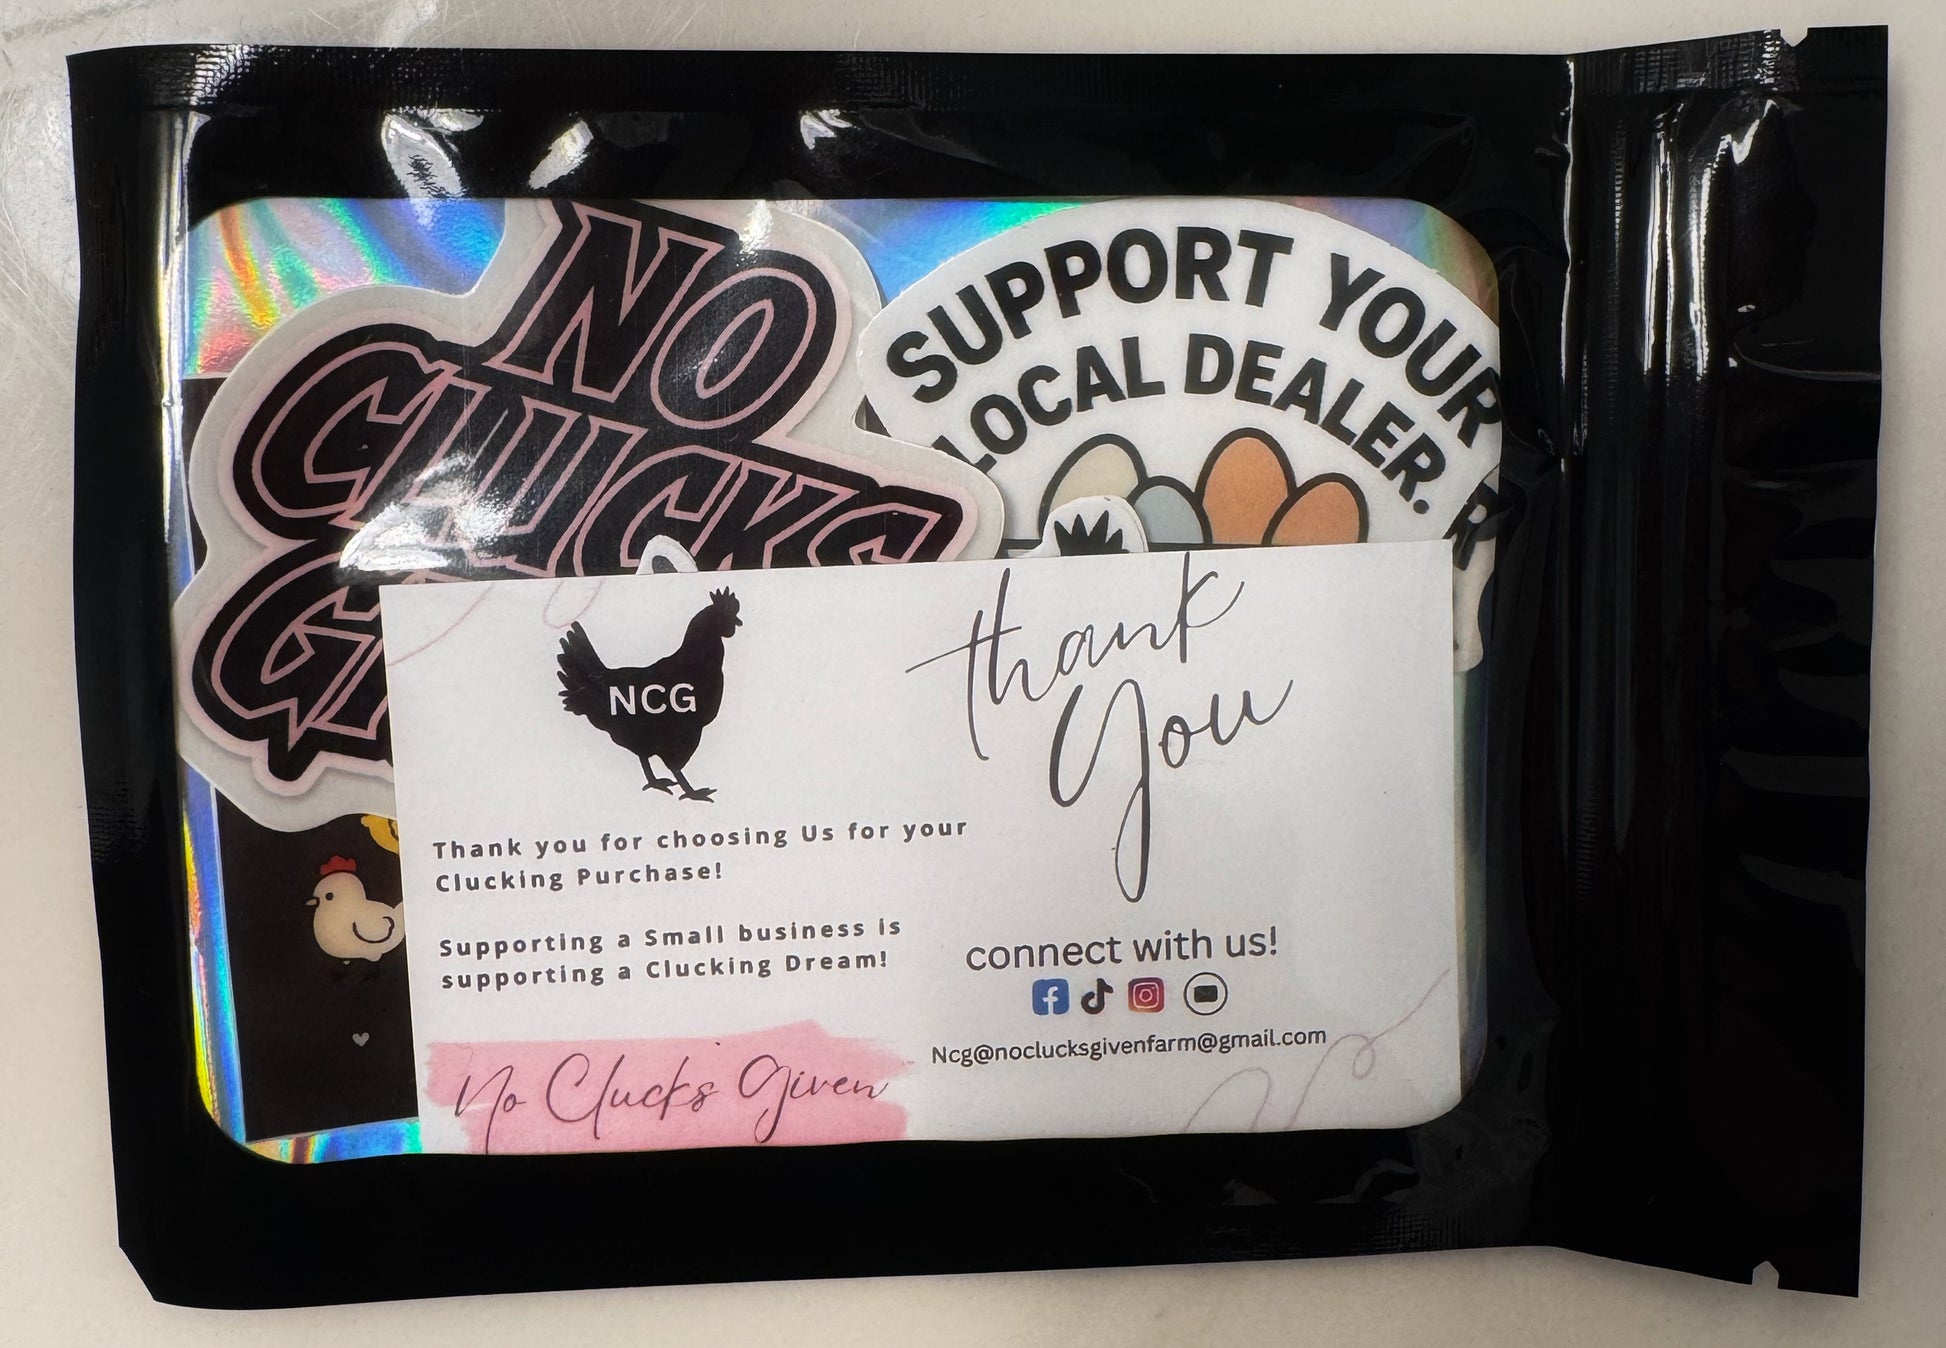 NO
CLUCKS
SUPPORT YOUR
LOCAL DEALER.
NCG
thank
you
Thank you for choosing Us for your
Clucking Purchase!
Supporting a Small business is
supporting a Clucking Dream!
No Clucks Given
connect with us!
Ncg@noclucksgivenfarm@gmail.com